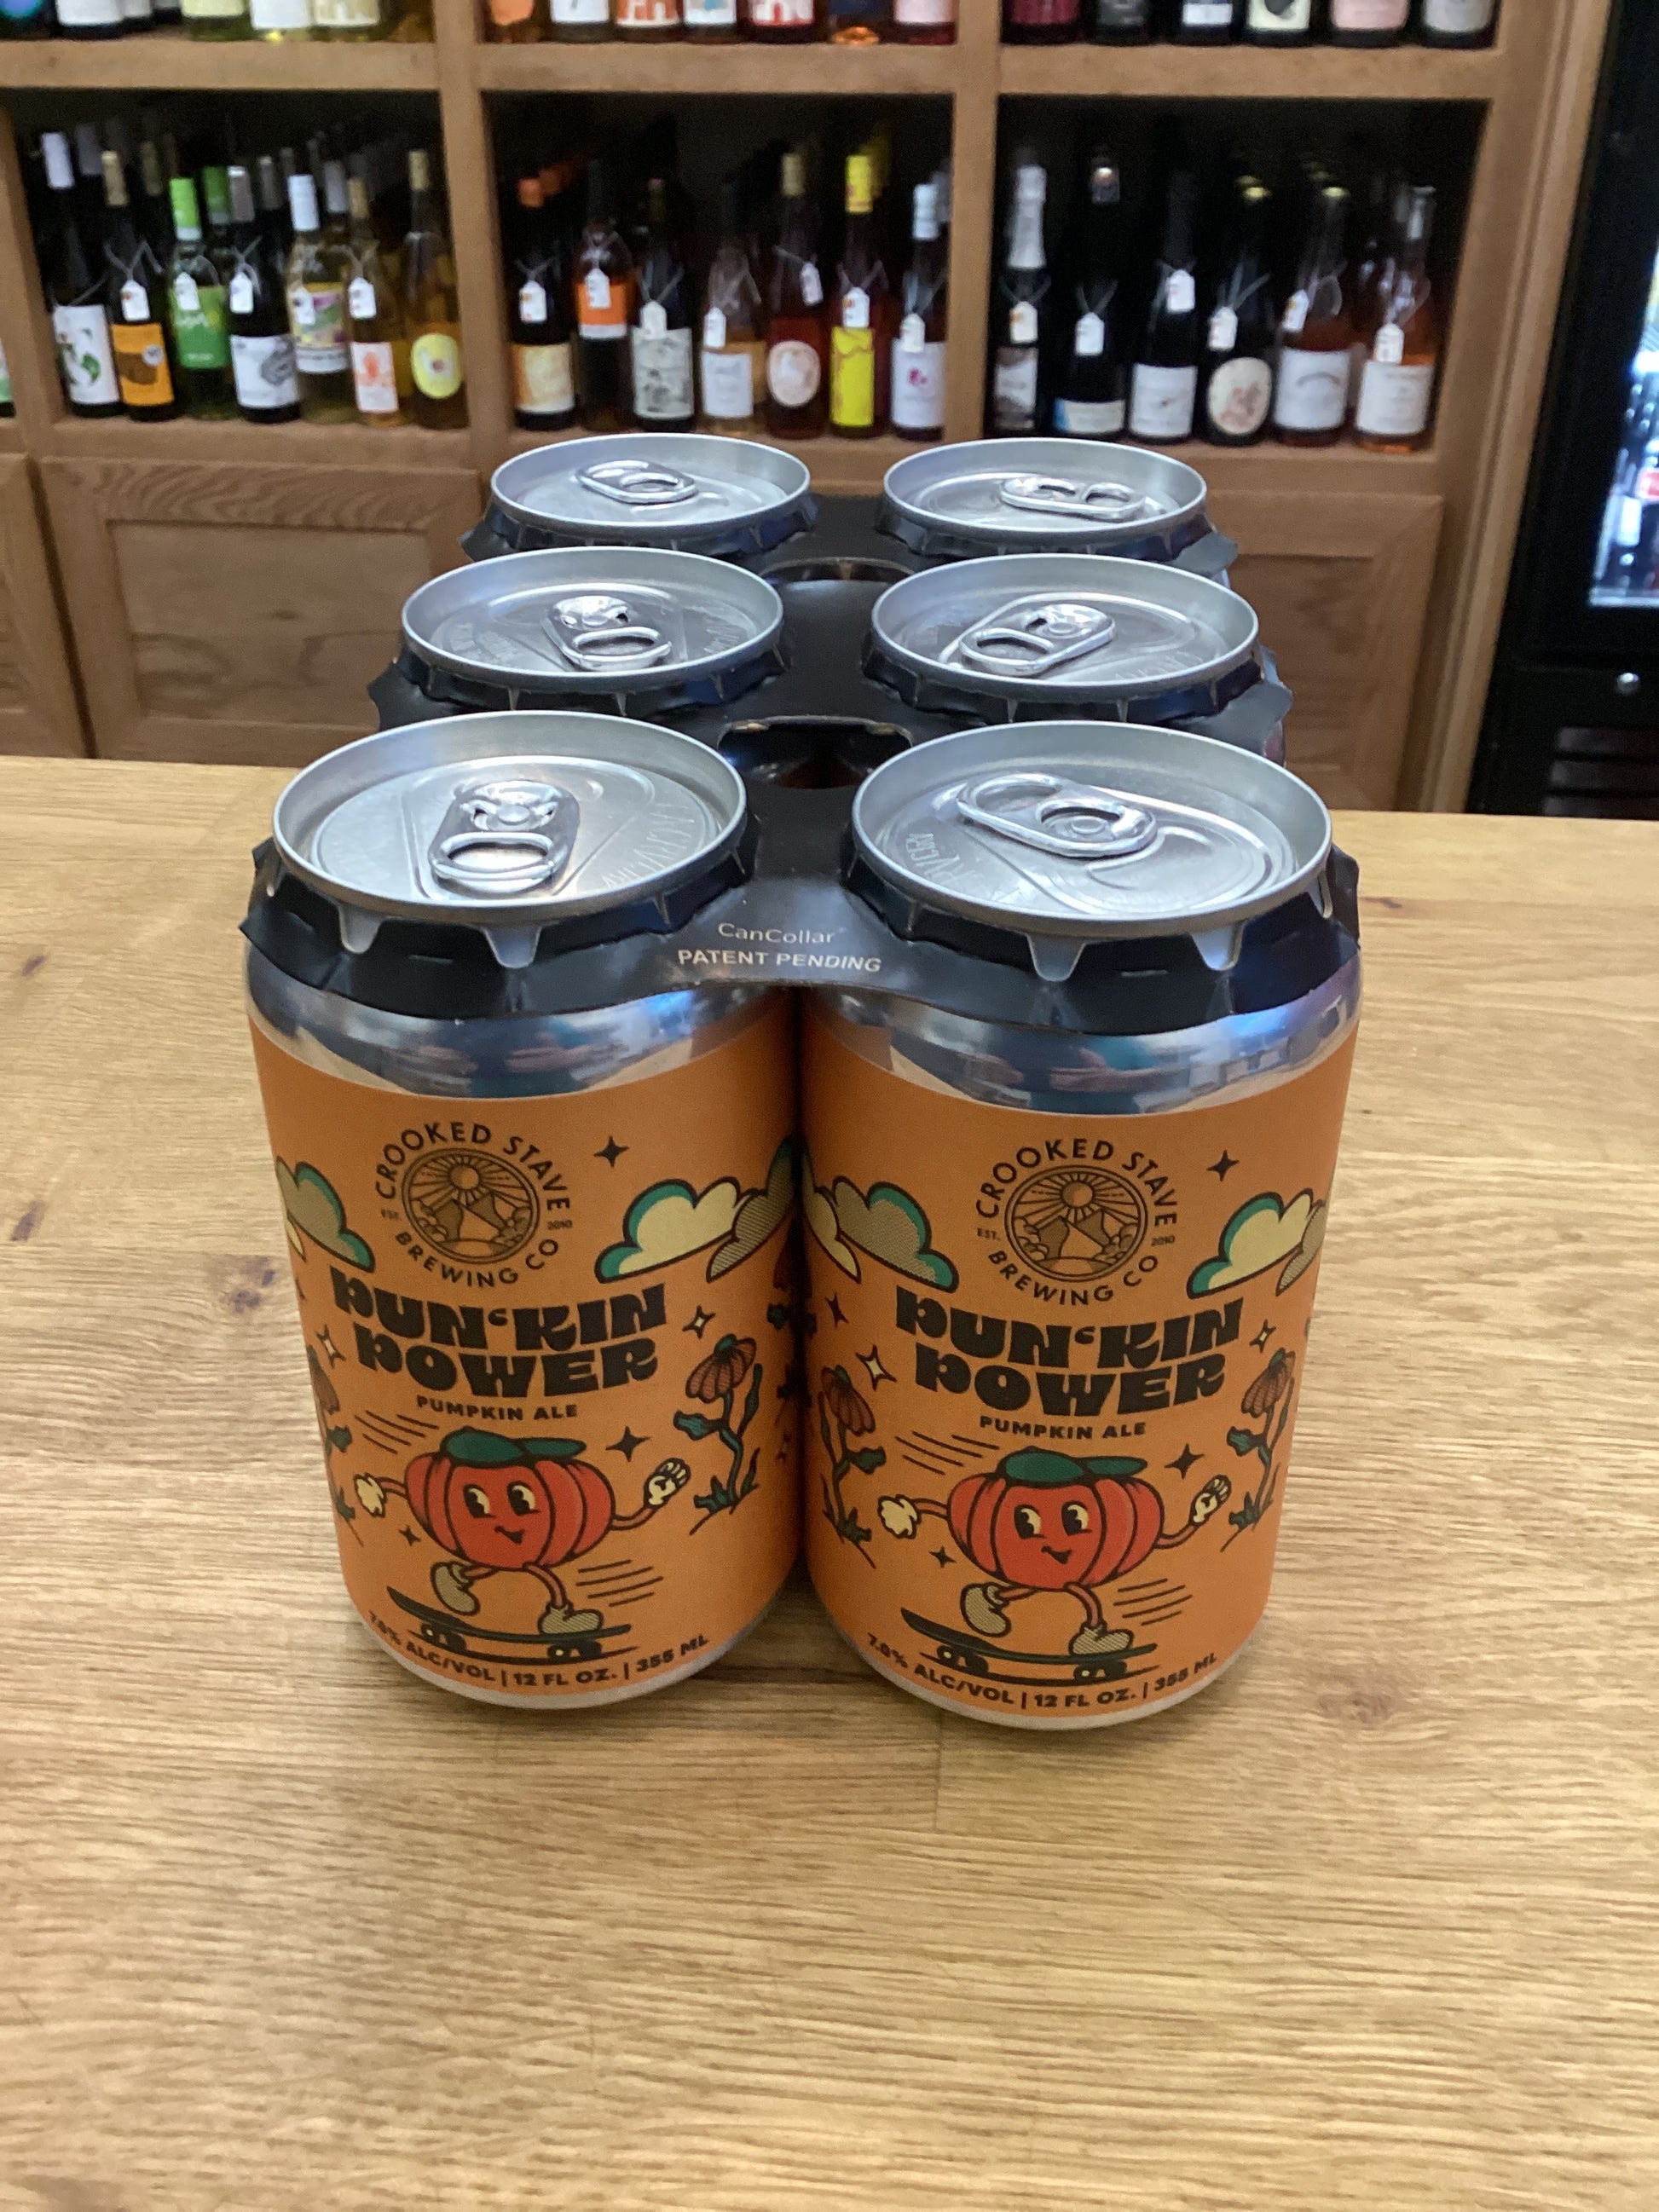 CanCollar
PATENT PENDING
CROOKED STAVE
EST. 2010
BREWING CO
PUN'KIN
POWER
PUMPKIN ALE
7.0% ALC/VOL | 12 FL OZ. | 355 ML
CROOKED STAVE
EST. 2010
BREWING CO
PUN'KIN
POWER
PUMPKIN ALE
7.0% ALC/VOL | 12 FL OZ. | 355 ML